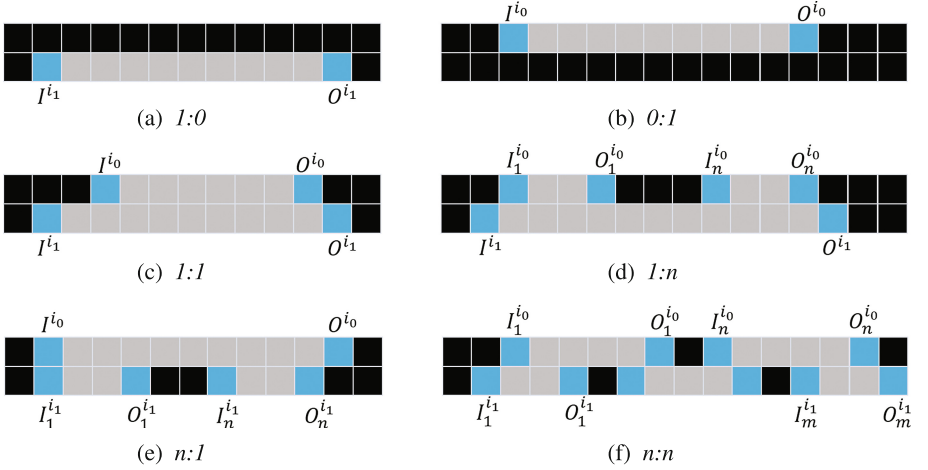 I^{i_0} O^{i_0}
I^{i_1} O^{i_1}
(a) 1:0 (b) 0:1
I^{i_0} O^{i_0} I_1^{i_0} O_1^{i_0} I_n^{i_0} O_n^{i_0}
I^{i_1} O^{i_1} I^{i_1} O^{i_1}
(c) 1:1 (d) 1:n
I^{i_0} O^{i_0} I_1^{i_0} O_1^{i_0} I_n^{i_0} O_n^{i_0}
I_1^{i_1} O_1^{i_1} I_n^{i_1} O_n^{i_1} I_1^{i_1} O_1^{i_1} I_m^{i_1} O_m^{i_1}
(e) n:1 (f) n:n